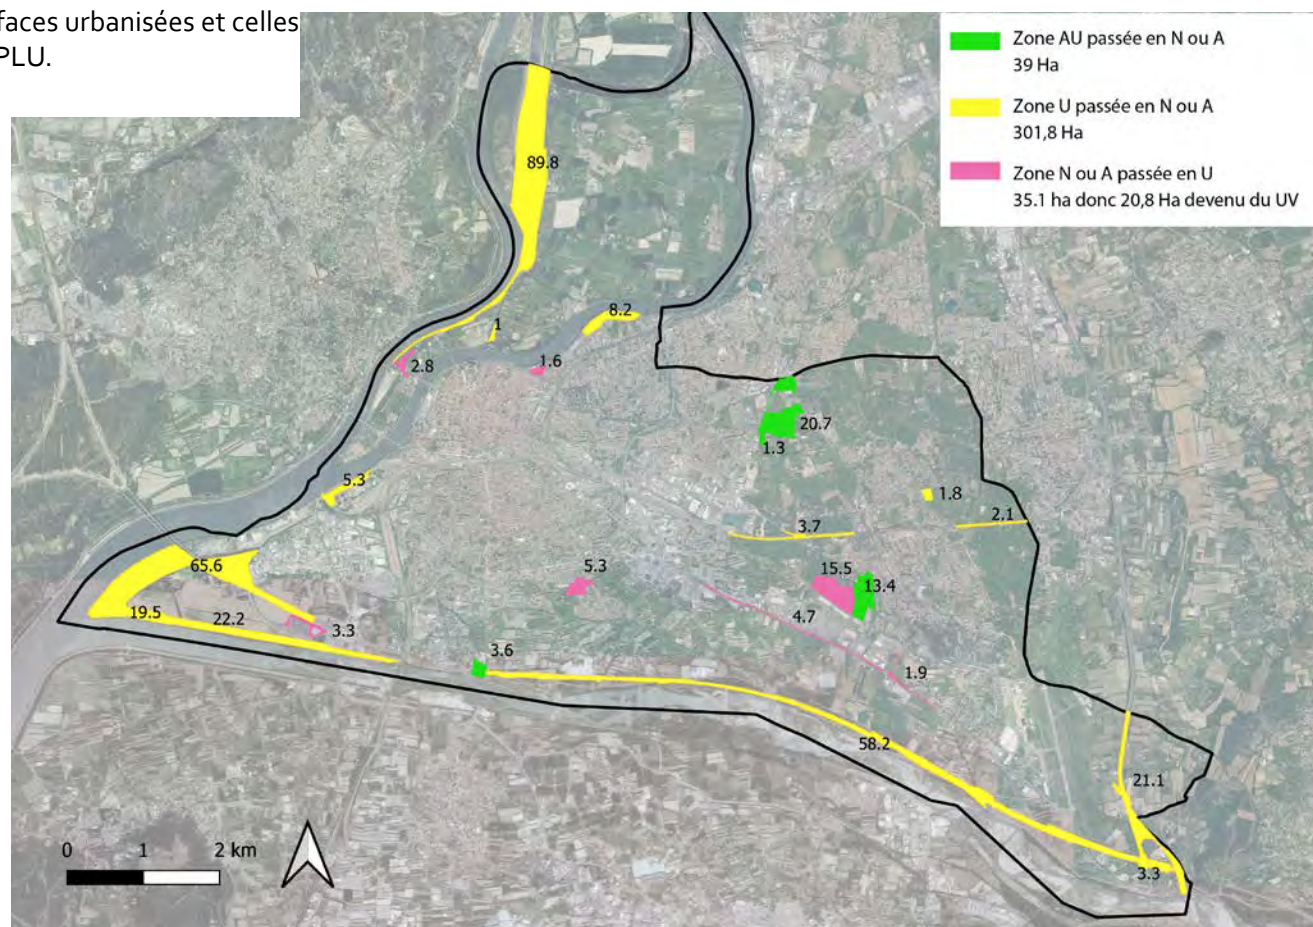 faces urbanisées et celles
PLU.
Zone AU passée en N ou A
39 Ha
Zone U passée en N ou A
301,8 Ha
Zone N ou A passée en U
35.1 ha donc 20,8 Ha devenu du UV
89.8
8.2
1
2.8
1.6
20.7
1.3
5.3
1.8
2.1
3.7
65.6
5.3
15.5
13.4
19.5
22.2
3.3
4.7
3.6
1.9
58.2
21.1
3.3
0 1 2 km